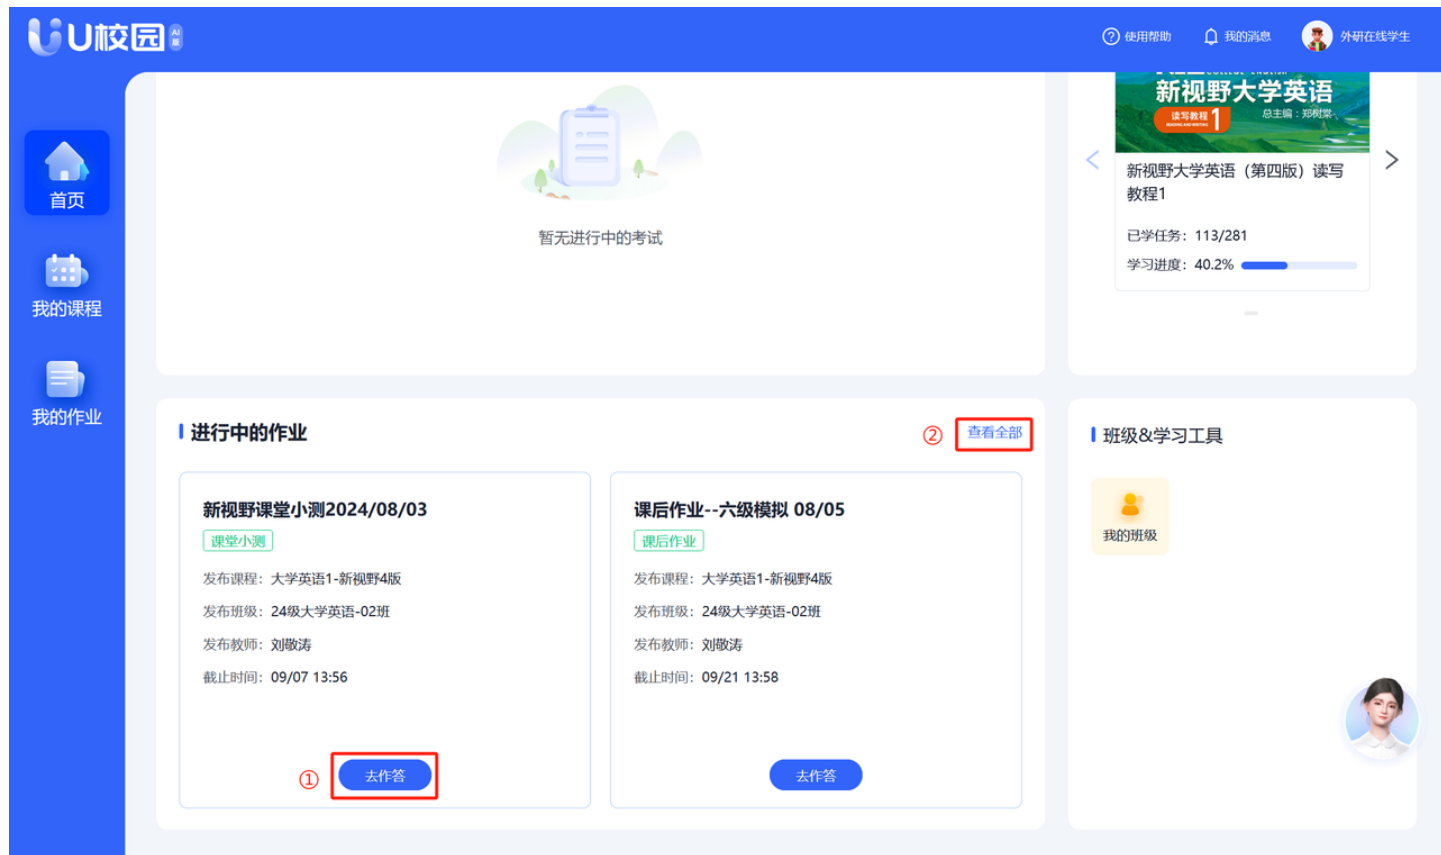 U校园 AI版
使用帮助
我的消息
外研在线学生
首页
我的课程
我的作业
暂无进行中的考试
新视野大学英语
读写教程 1
总主编：郑树棠
新视野大学英语（第四版）读写
教程1
已学任务：113/281
学习进度：40.2%
进行中的作业
② 查看全部
新视野课堂小测2024/08/03
课堂小测
发布课程：大学英语1-新视野4版
发布班级：24级大学英语-02班
发布教师：刘敬涛
截止时间：09/07 13:56
① 去作答
课后作业--六级模拟 08/05
课后作业
发布课程：大学英语1-新视野4版
发布班级：24级大学英语-02班
发布教师：刘敬涛
截止时间：09/21 13:58
去作答
班级&学习工具
我的班级